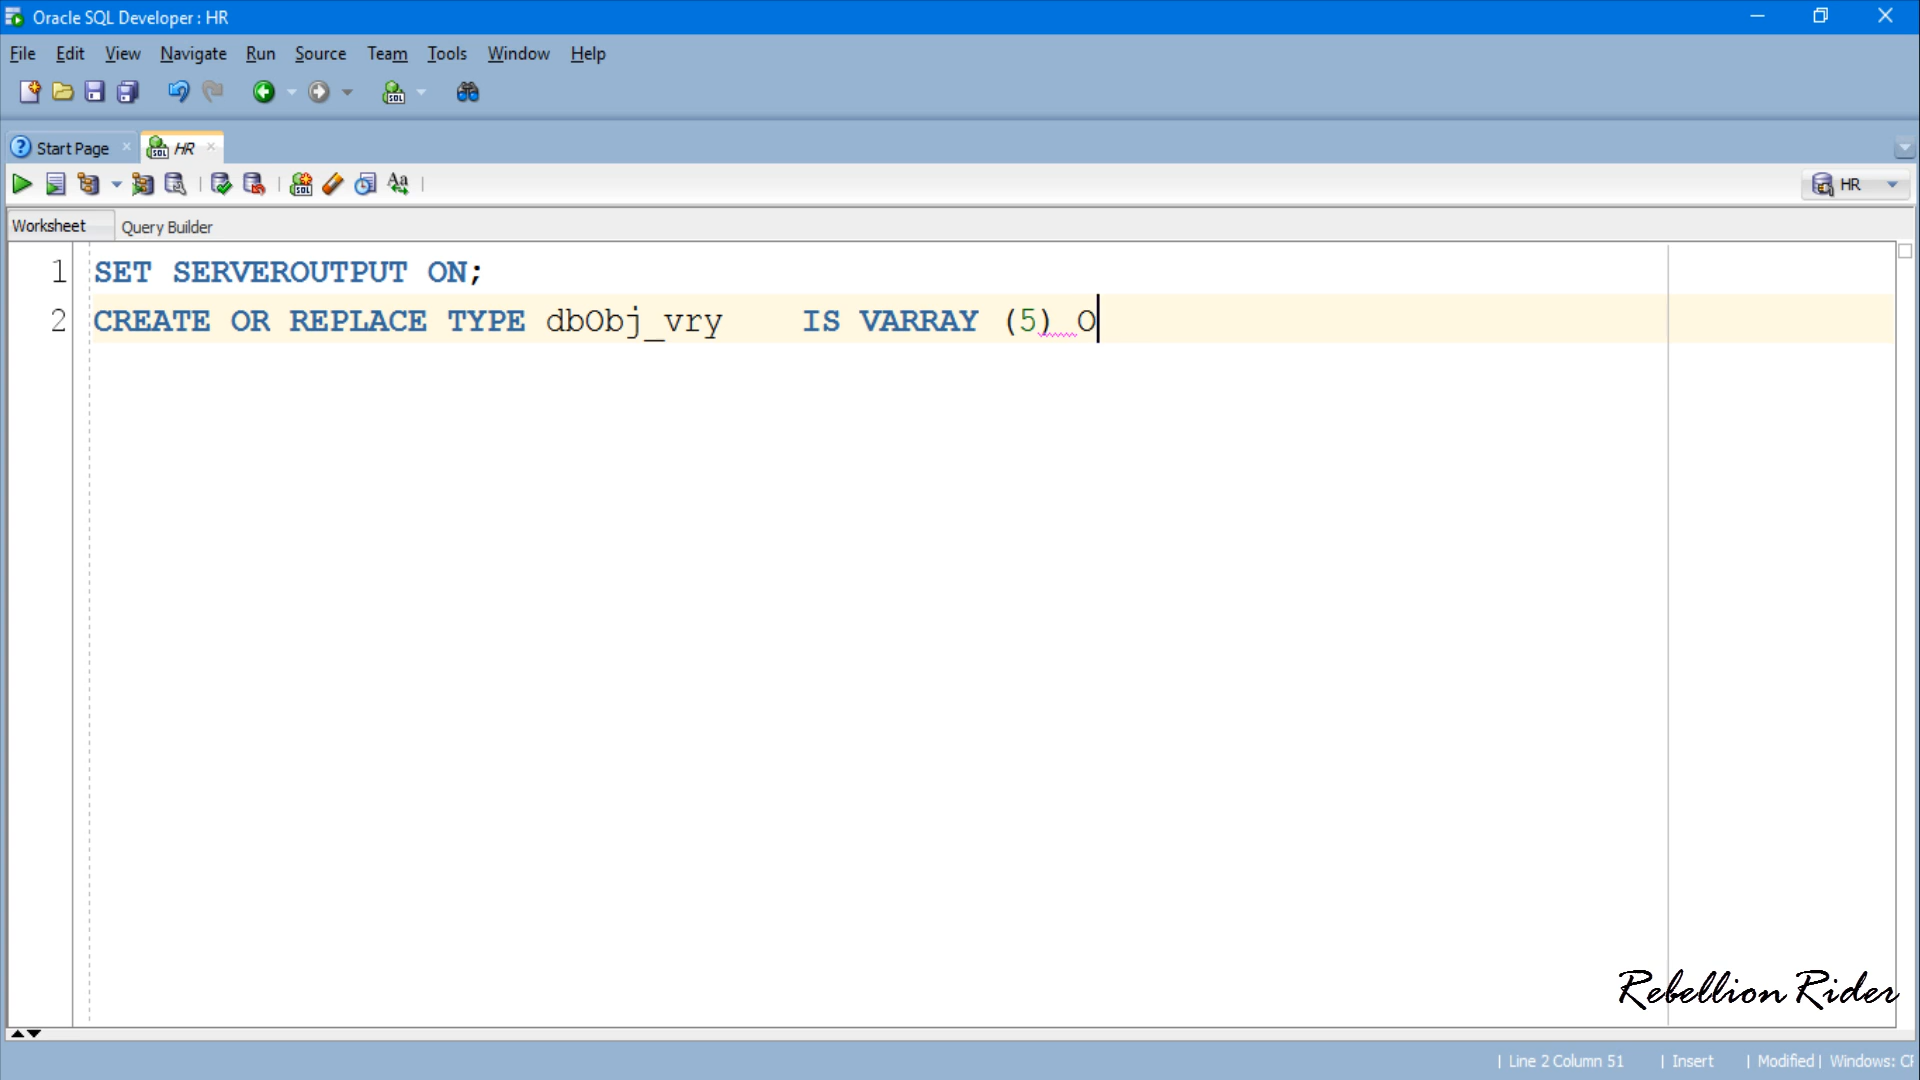 Oracle SQL Developer : HR
File Edit View Navigate Run Source Team Tools Window Help
Start Page HR
HR
Worksheet Query Builder
1 SET SERVEROUTPUT ON;
2 CREATE OR REPLACE TYPE dbObj_vry IS VARRAY (5) O
Rebellion Rider
| Line 2 Column 51 | Insert | Modified | Windows: CF